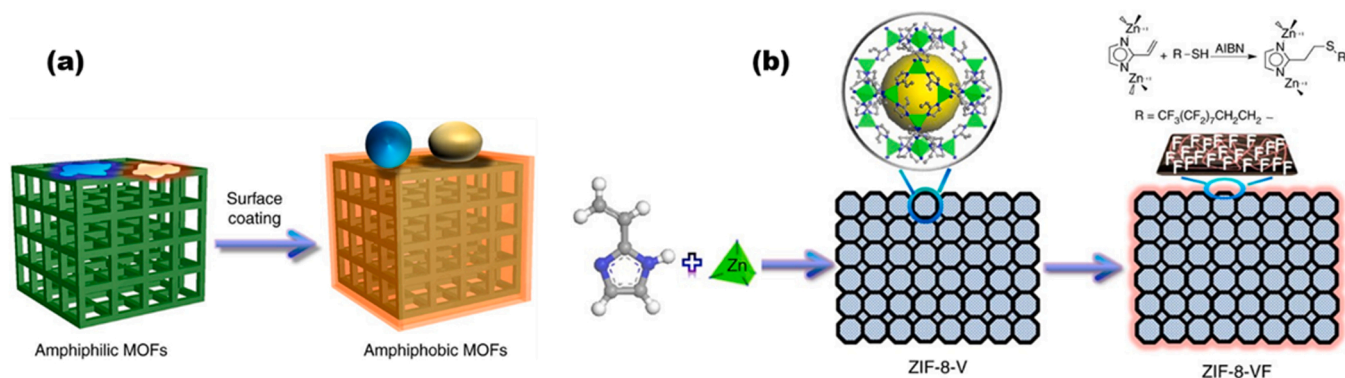 (a)
Surface
coating
Amphiphilic MOFs
Amphiphobic MOFs
(b)
Zn
ZIF-8-V
Zn
N
N
Zn
+ R-SH
AIBN
Zn
N
N
Zn
S
R
R = CF₃(CF₂)₇CH₂CH₂ –
F F F F F F F
ZIF-8-VF